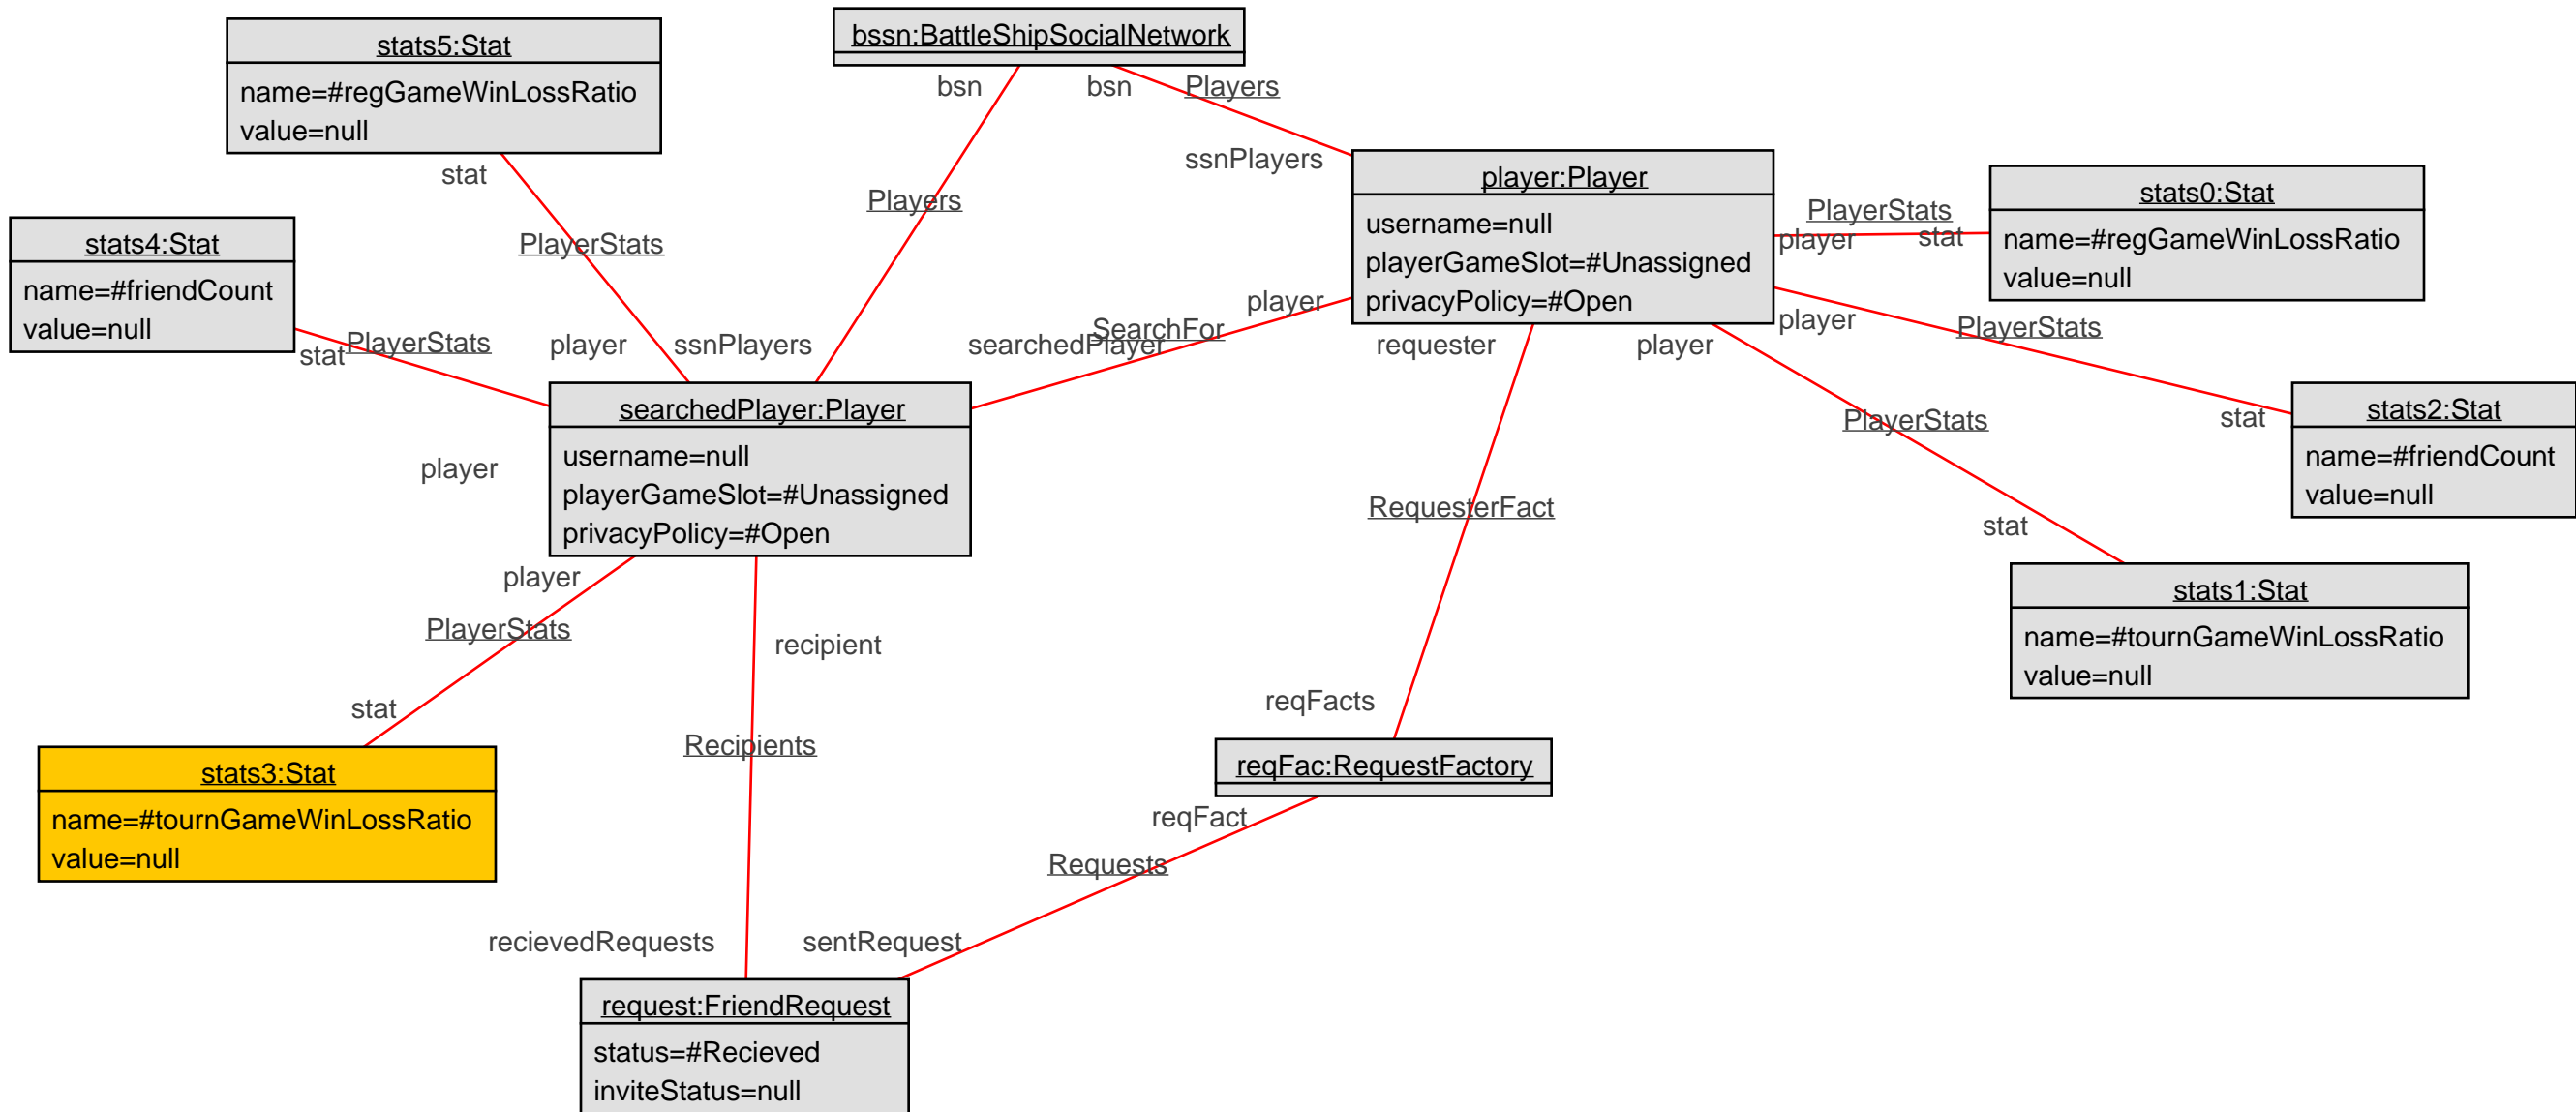 stats5:Stat
name=#regGameWinLossRatio
value=null
stat
bssn:BattleShipSocialNetwork
bsn
bsn
Players
ssnPlayers
Players
player:Player
username=null
playerGameSlot=#Unassigned
privacyPolicy=#Open
PlayerStats
player
stat
stats0:Stat
name=#regGameWinLossRatio
value=null
stats4:Stat
name=#friendCount
value=null
PlayerStats
PlayerStats
stat
player
ssnPlayers
searchedPlayer
SearchFor
player
requester
player
player
PlayerStats
stat
stats2:Stat
name=#friendCount
value=null
searchedPlayer:Player
username=null
playerGameSlot=#Unassigned
privacyPolicy=#Open
player
PlayerStats
stat
RequesterFact
stats1:Stat
name=#tournGameWinLossRatio
value=null
player
PlayerStats
stat
recipient
Recipients
reqFacts
stats3:Stat
name=#tournGameWinLossRatio
value=null
reqFac:RequestFactory
reqFact
Requests
recievedRequests
sentRequest
request:FriendRequest
status=#Recieved
inviteStatus=null